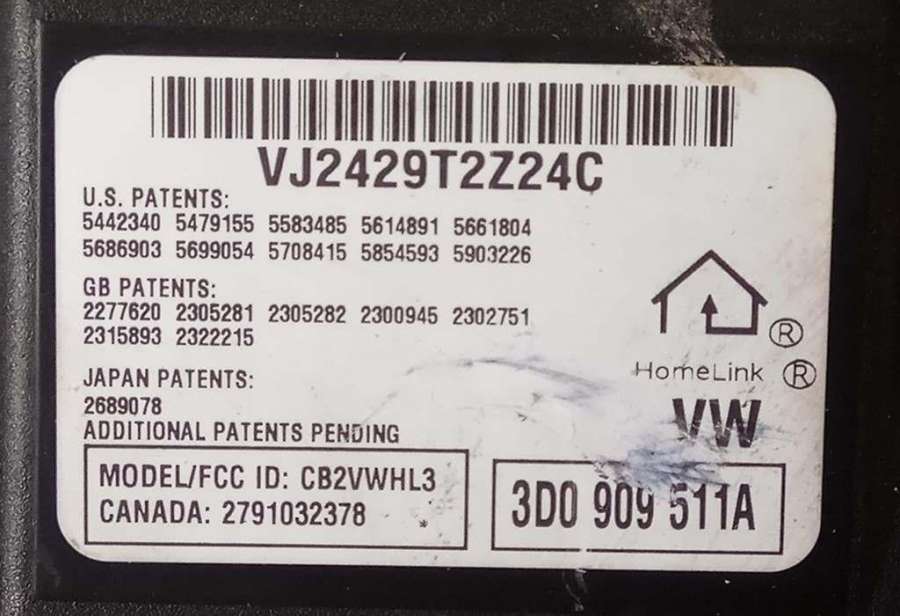 VJ2429T2Z24C
U.S. PATENTS:
5442340 5479155 5583485 5614891 5661804
5686903 5699054 5708415 5854593 5903226
GB PATENTS:
2277620 2305281 2305282 2300945 2302751
2315893 2322215
JAPAN PATENTS:
2689078
ADDITIONAL PATENTS PENDING
®
HomeLink ®
VW
MODEL/FCC ID: CB2VWHL3
CANADA: 2791032378
3D0 909 511A